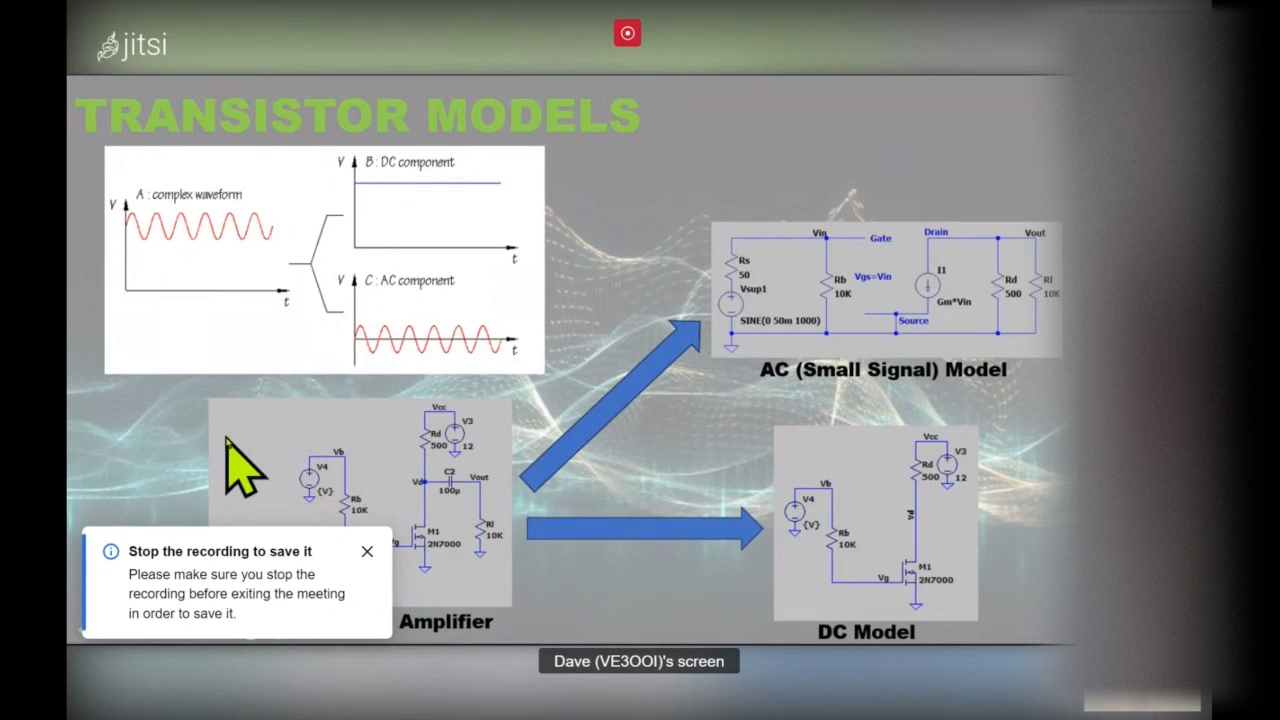 jitsi
TRANSISTOR MODELS
V
A : complex waveform
t
V
B : DC component
t
V
C : AC component
t
Vin
Gate
Drain
Vout
Rs
50
Vsup1
SINE(0 50m 1000)
Rb
10K
Vgs=Vin
I1
Gm*Vin
Source
Rd
500
Rl
10K
AC (Small Signal) Model
Vcc
V3
12
Rd
500
Vb
V4
{V}
Rb
10K
Vd
C2
100µ
Vout
M1
2N7000
Rl
10K
Amplifier
Vcc
V3
12
Rd
500
Vb
V4
{V}
Rb
10K
Vd
Vg
M1
2N7000
DC Model
Stop the recording to save it
Please make sure you stop the
recording before exiting the meeting
in order to save it.
Dave (VE3OOI)'s screen